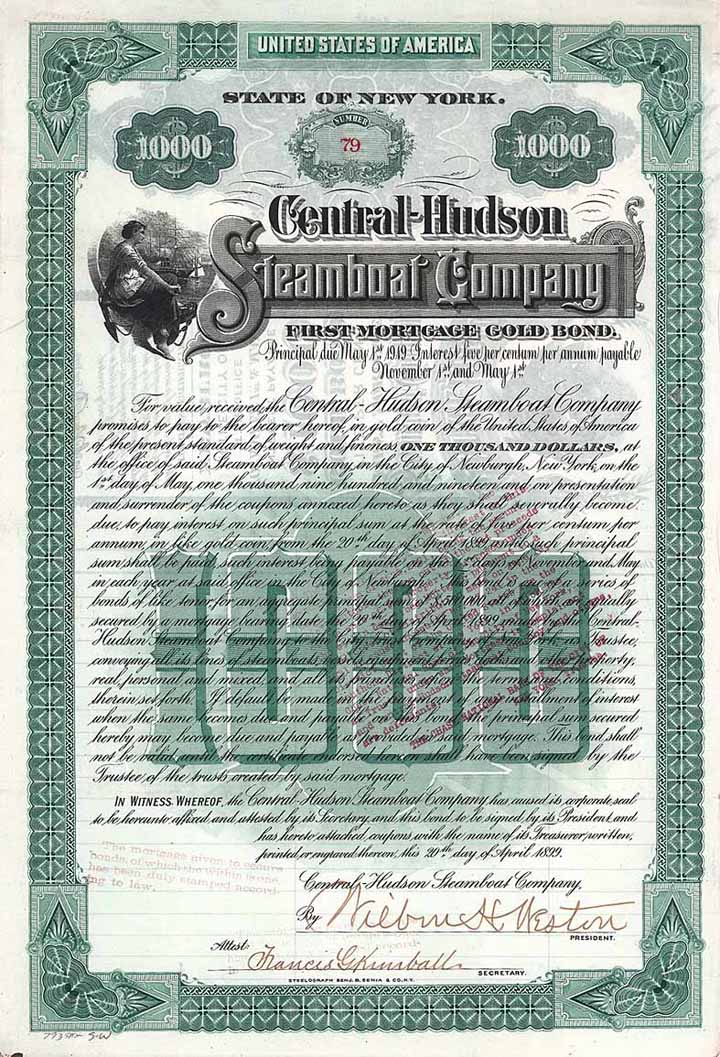 UNITED STATES OF AMERICA
STATE OF NEW YORK.
1000
NUMBER
79
1000
Central-Hudson
Steamboat Company
FIRST MORTGAGE GOLD BOND.
Principal due May 1st 1919 Interest five per centum per annum payable
November 1st and May 1st
For value received the Central-Hudson Steamboat Company
promises to pay to the bearer hereof, in gold coin of the United States of America
of the present standard of weight and fineness ONE THOUSAND DOLLARS, at
the office of said Steamboat Company, in the City of Newburgh, New York, on the
1st day of May, one thousand nine hundred and nineteen and on presentation
and surrender of the coupons annexed hereto as they shall severally become
due, to pay interest on such principal sum at the rate of five per centum per
annum, in like gold coin, from the 20th day of April 1899 until such principal
sum shall be paid, such interest being payable on the 1st days of November and May
in each year, at said office in the City of Newburgh. This bond is one of a series of
bonds of like tenor for an aggregate principal sum of all of which are equally
secured by a mortgage bearing date the 20th day of April 1899, made by said Central-
Hudson Steamboat Company to the Trust Company of New York, as Trustee,
conveying all its lines of steamboats, vessels, equipment, and other property,
real, personal and mixed, and all its franchises upon the terms and conditions
therein set forth. If default be made in the payment of any installment of interest
when the same becomes due and payable on this bond, the principal sum secured
hereby may become due and payable as provided in said mortgage. This bond shall
not be valid until the certificate endorsed hereon shall have been signed by the
Trustee of the trusts created by said mortgage.
1000
IN WITNESS WHEREOF, the Central-Hudson Steamboat Company has caused its corporate seal
to be hereunto affixed and attested by its Secretary, and this bond to be signed by its President and
has hereto attached coupons with the name of its Treasurer written,
printed or engraved thereon, this 20th day of April 1899.
The mortgage given to secure
bonds, of which the within is one,
has been duly stamped accord-
ing to law.
Central-Hudson Steamboat Company.
By Wilbur H. Weston
PRESIDENT.
Attest: Francis G Kimball
SECRETARY.
STEELOGRAPH BENJ. B. BENIA & CO. N.Y.